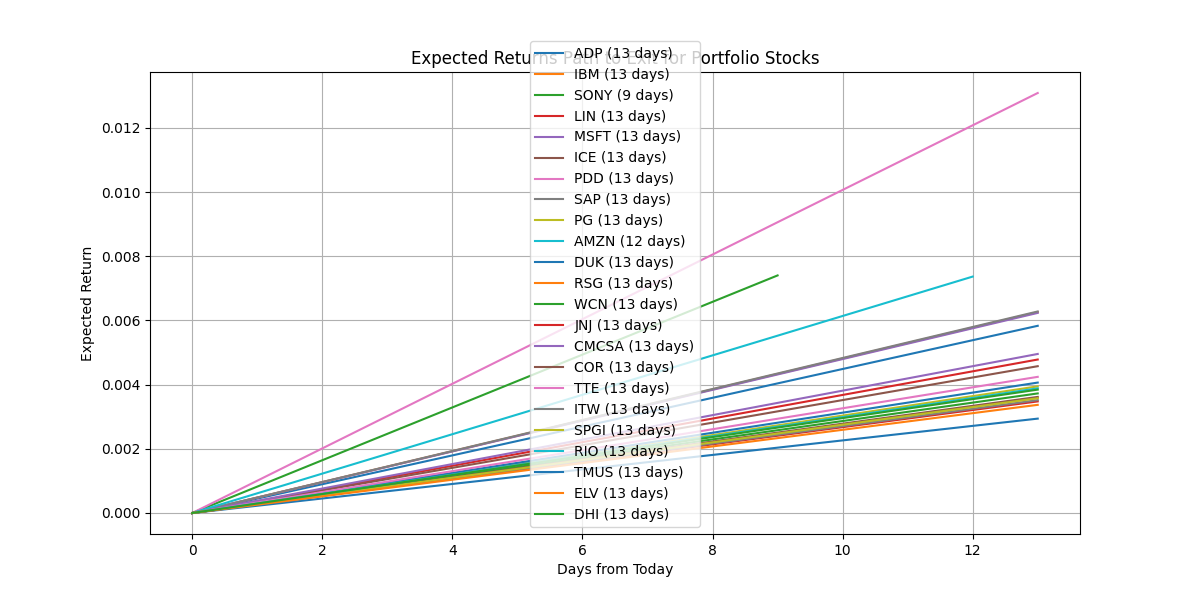 Expected Returns Path to Exit for Portfolio Stocks
ADP (13 days)
IBM (13 days)
SONY (9 days)
LIN (13 days)
MSFT (13 days)
ICE (13 days)
PDD (13 days)
SAP (13 days)
PG (13 days)
AMZN (12 days)
DUK (13 days)
RSG (13 days)
WCN (13 days)
JNJ (13 days)
CMCSA (13 days)
COR (13 days)
TTE (13 days)
ITW (13 days)
SPGI (13 days)
RIO (13 days)
TMUS (13 days)
ELV (13 days)
DHI (13 days)
Expected Return
0.012
0.010
0.008
0.006
0.004
0.002
0.000
0 2 4 6 8 10 12
Days from Today